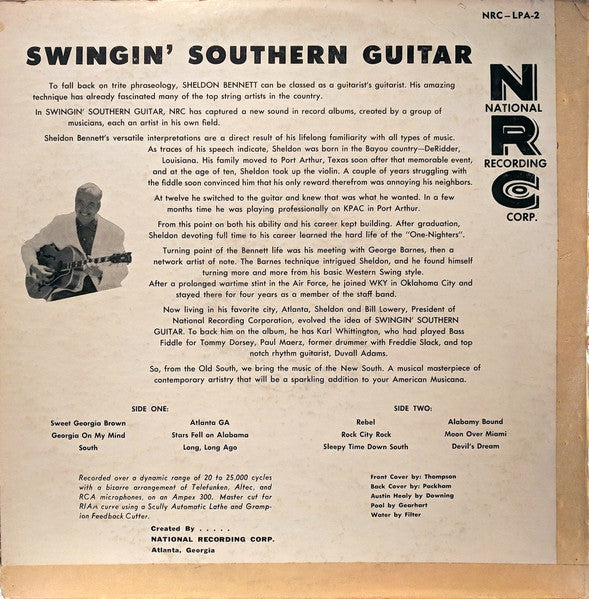 NRC—LPA-2
SWINGIN' SOUTHERN GUITAR
N
NATIONAL
R
RECORDING
C
CORP.
To fall back on trite phraseology, SHELDON BENNETT can be classed as a guitarist's guitarist. His amazing
technique has already fascinated many of the top string artists in the country.
In SWINGIN' SOUTHERN GUITAR, NRC has captured a new sound in record albums, created by a group of
musicians, each an artist in his own field.
Sheldon Bennett's versatile interpretations are a direct result of his lifelong familiarity with all types of music.
As traces of his speech indicate, Sheldon was born in the Bayou country—DeRidder,
Louisiana. His family moved to Port Arthur, Texas soon after that memorable event,
and at the age of ten, Sheldon took up the violin. A couple of years struggling with
the fiddle soon convinced him that his only reward therefrom was annoying his neighbors.
At twelve he switched to the guitar and knew that was what he wanted. In a few
months time he was playing professionally on KPAC in Port Arthur.
From this point on both his ability and his career kept building. After graduation,
Sheldon devoting full time to his career learned the hard life of the "One-Nighters".
Turning point of the Bennett life was his meeting with George Barnes, then a
network artist of note. The Barnes technique intrigued Sheldon, and he found himself
turning more and more from his basic Western Swing style.
After a prolonged wartime stint in the Air Force, he joined WKY in Oklahoma City and
stayed there for four years as a member of the staff band.
Now living in his favorite city, Atlanta, Sheldon and Bill Lowery, President of
National Recording Corporation, evolved the idea of SWINGIN' SOUTHERN
GUITAR. To back him on the album, he has Karl Whittington, who had played Bass
Fiddle for Tommy Dorsey, Paul Maerz, former drummer with Freddie Slack, and top
notch rhythm guitarist, Duvall Adams.
So, from the Old South, we bring the music of the New South. A musical masterpiece of
contemporary artistry that will be a sparkling addition to your American Musicana.
SIDE ONE:
Sweet Georgia Brown
Georgia On My Mind
South
Atlanta GA
Stars Fell on Alabama
Long, Long Ago
SIDE TWO:
Rebel
Rock City Rock
Sleepy Time Down South
Alabamy Bound
Moon Over Miami
Devil's Dream
Recorded over a dynamic range of 20 to 25,000 cycles
with a bizarre arrangement of Telefunken, Altec, and
RCA microphones, on an Ampex 300. Master cut for
RIAA curve using a Scully Automatic Lathe and Gramp-
ion Feedback Cutter.
Created By . . . . .
NATIONAL RECORDING CORP.
Atlanta, Georgia
Front Cover by: Thompson
Back Cover by: Packham
Austin Healy by Downing
Pool by Gearhart
Water by Filter